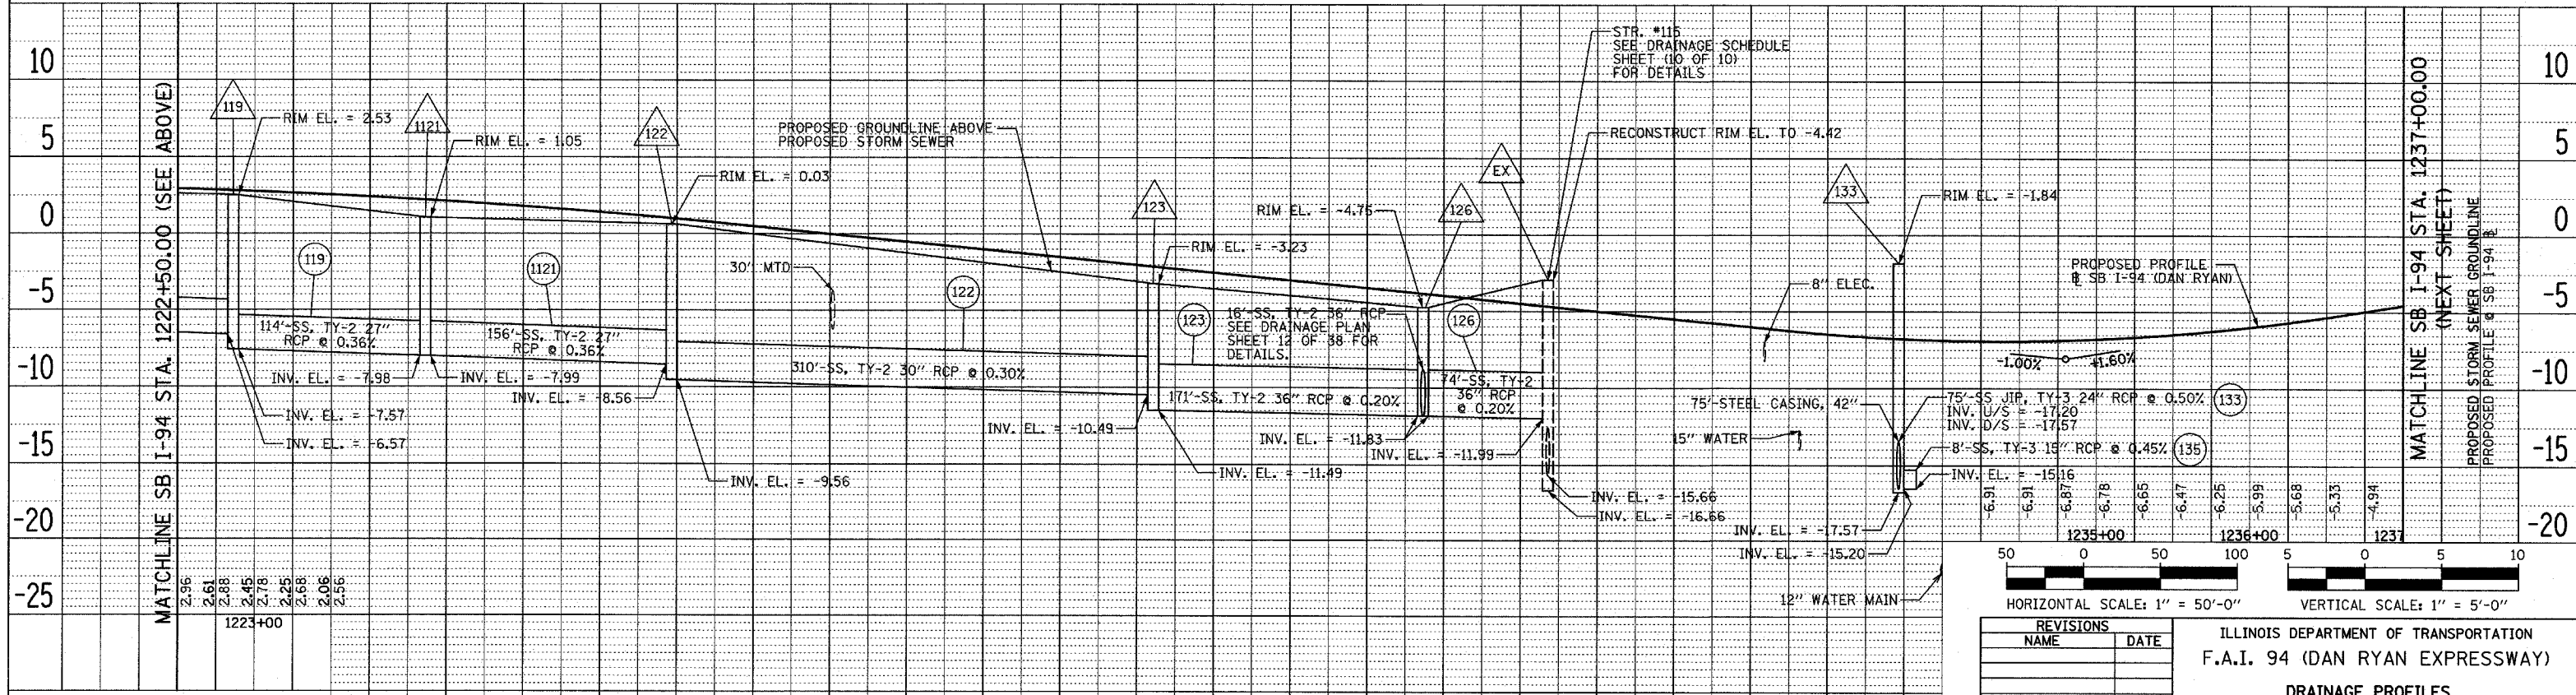 10
5
0
-5
-10
-15
-20
-25
MATCHLINE SB I-94 STA. 1222+50.00 (SEE ABOVE)
119
RIM EL. = 2.53
1121
RIM EL. = 1.05
122
RIM EL. = 0.03
PROPOSED GROUNDLINE ABOVE
PROPOSED STORM SEWER
123
RIM EL. = -3.23
RIM EL. = -4.75
126
EX
STR. #115
SEE DRAINAGE SCHEDULE
SHEET (10 OF 10)
FOR DETAILS
RECONSTRUCT RIM EL. TO -4.42
133
RIM EL. = -1.84
119
114'-SS, TY-2 27"
RCP @ 0.36%
1121
156'-SS, TY-2 27"
RCP @ 0.36%
30' MTD
122
310'-SS, TY-2 30" RCP @ 0.30%
123
16'-SS, TY-2 36" RCP
SEE DRAINAGE PLAN
SHEET 12 OF 38 FOR
DETAILS.
171'-SS, TY-2 36" RCP @ 0.20%
126
74'-SS, TY-2
36" RCP
@ 0.20%
8" ELEC.
PROPOSED PROFILE
SB I-94 (DAN RYAN)
-1.00%
+1.60%
INV. EL. = -7.98
INV. EL. = -7.99
INV. EL. = -8.56
INV. EL. = -7.57
INV. EL. = -6.57
INV. EL. = -9.56
INV. EL. = -10.49
INV. EL. = -11.49
INV. EL. = -11.83
INV. EL. = -11.99
INV. EL. = -15.66
INV. EL. = -16.66
15" WATER
75'-STEEL CASING, 42"
75'-SS JIP, TY-3 24" RCP @ 0.50%
133
INV. U/S = -17.20
INV. D/S = -17.57
8'-SS, TY-3 15" RCP @ 0.45%
135
INV. EL. = -15.16
INV. EL. = -17.57
INV. EL. = -15.20
12" WATER MAIN
2.96
2.61
2.88
2.45
2.78
2.25
2.68
2.06
2.56
1223+00
-6.91
-6.91
-6.87
-6.78
-6.65
-6.47
-6.25
-5.99
-5.68
-5.33
-4.94
1235+00
1236+00
1237
MATCHLINE SB I-94 STA. 1237+00.00
(NEXT SHEET)
PROPOSED STORM SEWER GROUNDLINE
PROPOSED PROFILE @ SB I-94
10
5
0
-5
-10
-15
-20
50 0 50 100
HORIZONTAL SCALE: 1" = 50'-0"
5 0 5 10
VERTICAL SCALE: 1" = 5'-0"
REVISIONS
NAME DATE
ILLINOIS DEPARTMENT OF TRANSPORTATION
F.A.I. 94 (DAN RYAN EXPRESSWAY)
DRAINAGE PROFILES